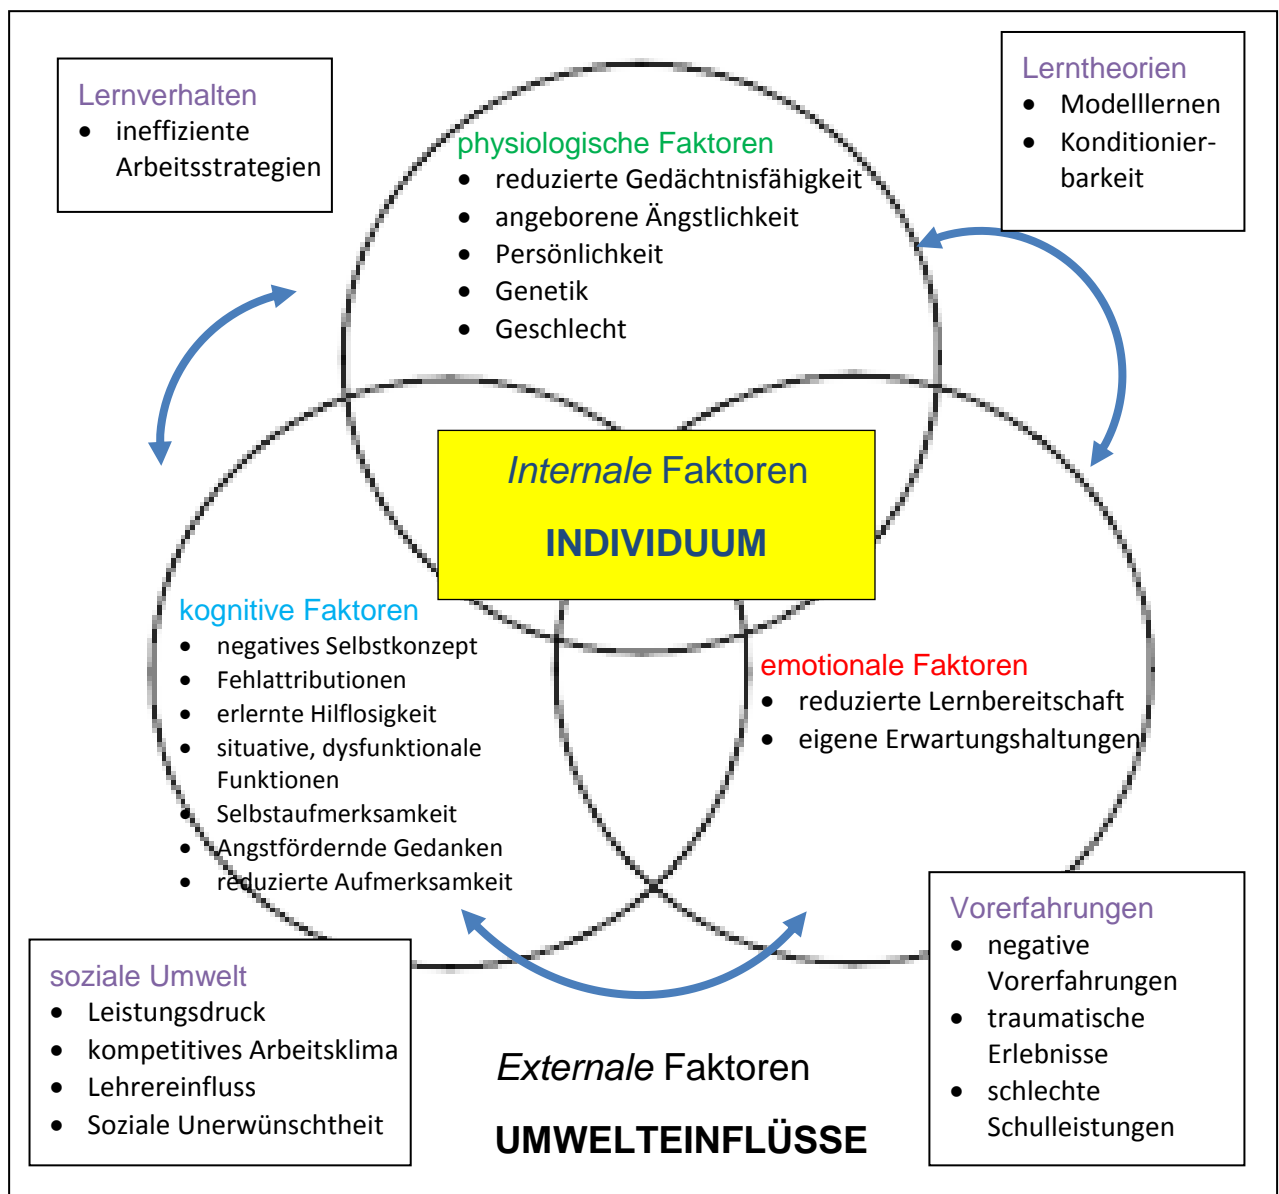 Lernverhalten
• ineffiziente
Arbeitsstrategien
Lerntheorien
• Modelllernen
• Konditionier-
barkeit
physiologische Faktoren
• reduzierte Gedächtnisfähigkeit
• angeborene Ängstlichkeit
• Persönlichkeit
• Genetik
• Geschlecht
Internale Faktoren
INDIVIDUUM
kognitive Faktoren
• negatives Selbstkonzept
• Fehlattributionen
• erlernte Hilflosigkeit
• situative, dysfunktionale
Funktionen
• Selbstaufmerksamkeit
• Angstfördernde Gedanken
• reduzierte Aufmerksamkeit
emotionale Faktoren
• reduzierte Lernbereitschaft
• eigene Erwartungshaltungen
soziale Umwelt
• Leistungsdruck
• kompetitives Arbeitsklima
• Lehrereinfluss
• Soziale Unerwünschtheit
Externale Faktoren
UMWELTEINFLÜSSE
Vorerfahrungen
• negative
Vorerfahrungen
• traumatische
Erlebnisse
• schlechte
Schulleistungen